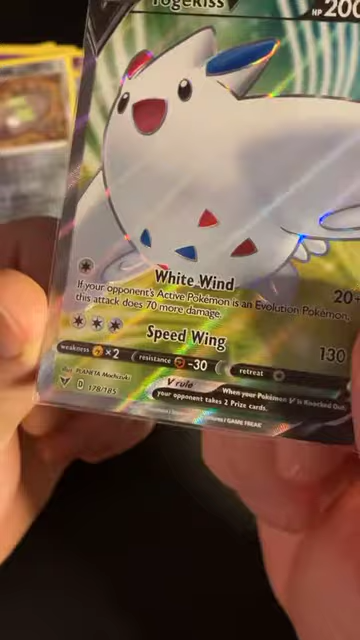 Togekiss
HP 200
White Wind
20+
If your opponent's Active Pokémon is an Evolution Pokémon,
this attack does 70 more damage.
Speed Wing
130
weakness ×2 resistance -30 retreat
V rule
When your Pokémon V is Knocked Out,
your opponent takes 2 Prize cards.
Illus. PLANETA Mochizuki
D 178/185
/ GAME FREAK